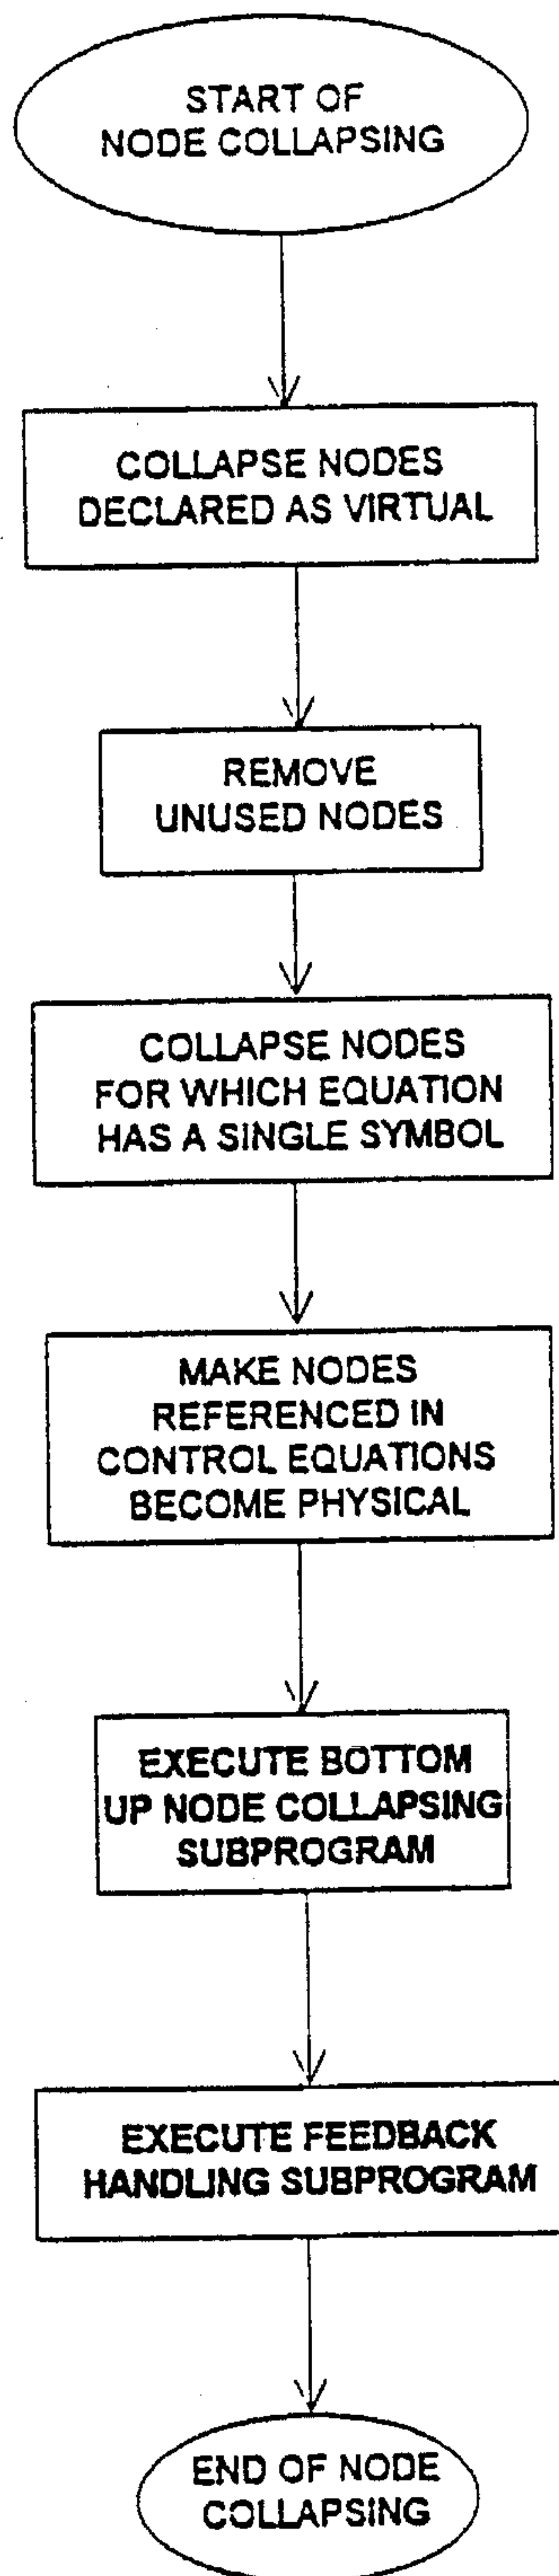 START OF
NODE COLLAPSING
COLLAPSE NODES
DECLARED AS VIRTUAL
REMOVE
UNUSED NODES
COLLAPSE NODES
FOR WHICH EQUATION
HAS A SINGLE SYMBOL
MAKE NODES
REFERENCED IN
CONTROL EQUATIONS
BECOME PHYSICAL
EXECUTE BOTTOM
UP NODE COLLAPSING
SUBPROGRAM
EXECUTE FEEDBACK
HANDLING SUBPROGRAM
END OF NODE
COLLAPSING